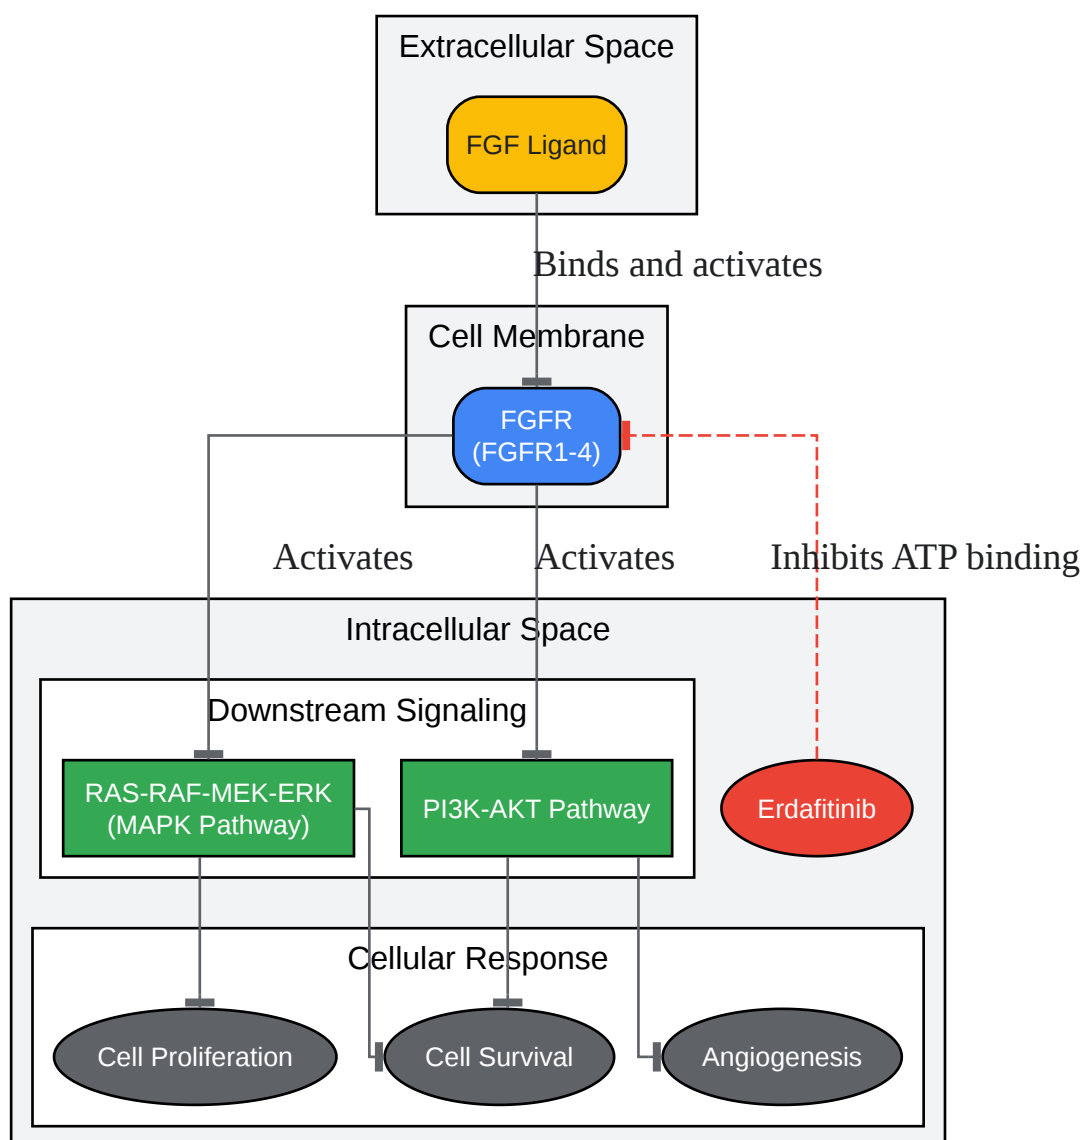 Extracellular Space
FGF Ligand
Binds and activates
Cell Membrane
FGFR
(FGFR1-4)
Activates
Activates
Inhibits ATP binding
Intracellular Space
Downstream Signaling
RAS-RAF-MEK-ERK
(MAPK Pathway)
PI3K-AKT Pathway
Erdafitinib
Cellular Response
Cell Proliferation
Cell Survival
Angiogenesis